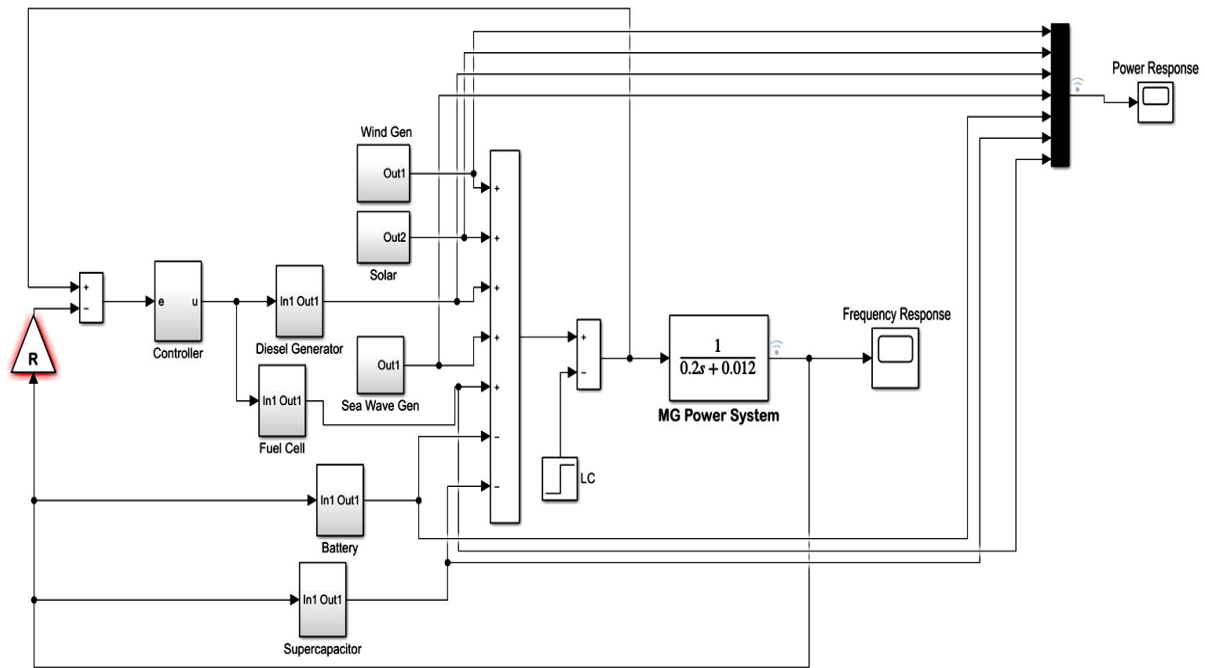 Power Response
Wind Gen
Out1
+
Out2
+
Solar
+
−
e u
Controller
In1 Out1
Diesel Generator
+
Frequency Response
R
Out1
Sea Wave Gen
+
+
−
1
0.2s + 0.012
MG Power System
In1 Out1
Fuel Cell
+
−
LC
In1 Out1
Battery
−
In1 Out1
Supercapacitor